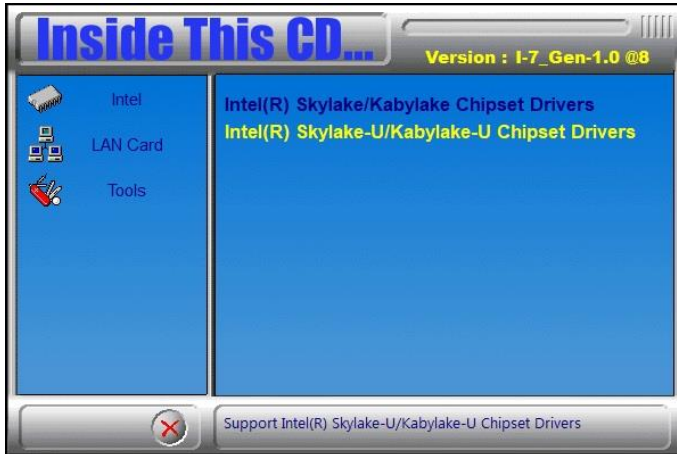 Inside This CD...
Version : I-7_Gen-1.0 @8
Intel
LAN Card
Tools
Intel(R) Skylake/Kabylake Chipset Drivers
Intel(R) Skylake-U/Kabylake-U Chipset Drivers
Support Intel(R) Skylake-U/Kabylake-U Chipset Drivers